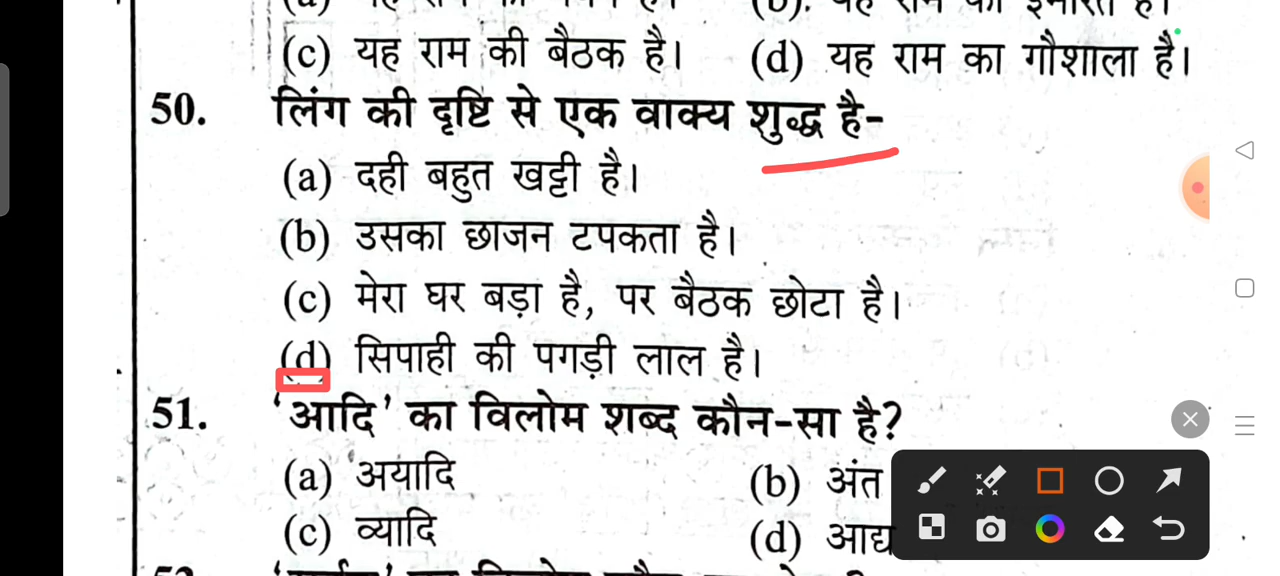 (c) यह राम की बैठक है। (d) यह राम का गौशाला है।
50. लिंग की दृष्टि से एक वाक्य शुद्ध है-
(a) दही बहुत खट्टी है।
(b) उसका छाजन टपकता है।
(c) मेरा घर बड़ा है, पर बैठक छोटा है।
(d) सिपाही की पगड़ी लाल है।
51. 'आदि' का विलोम शब्द कौन-सा है?
(a) अयादि (b) अंत
(c) व्यादि (d) आद्य